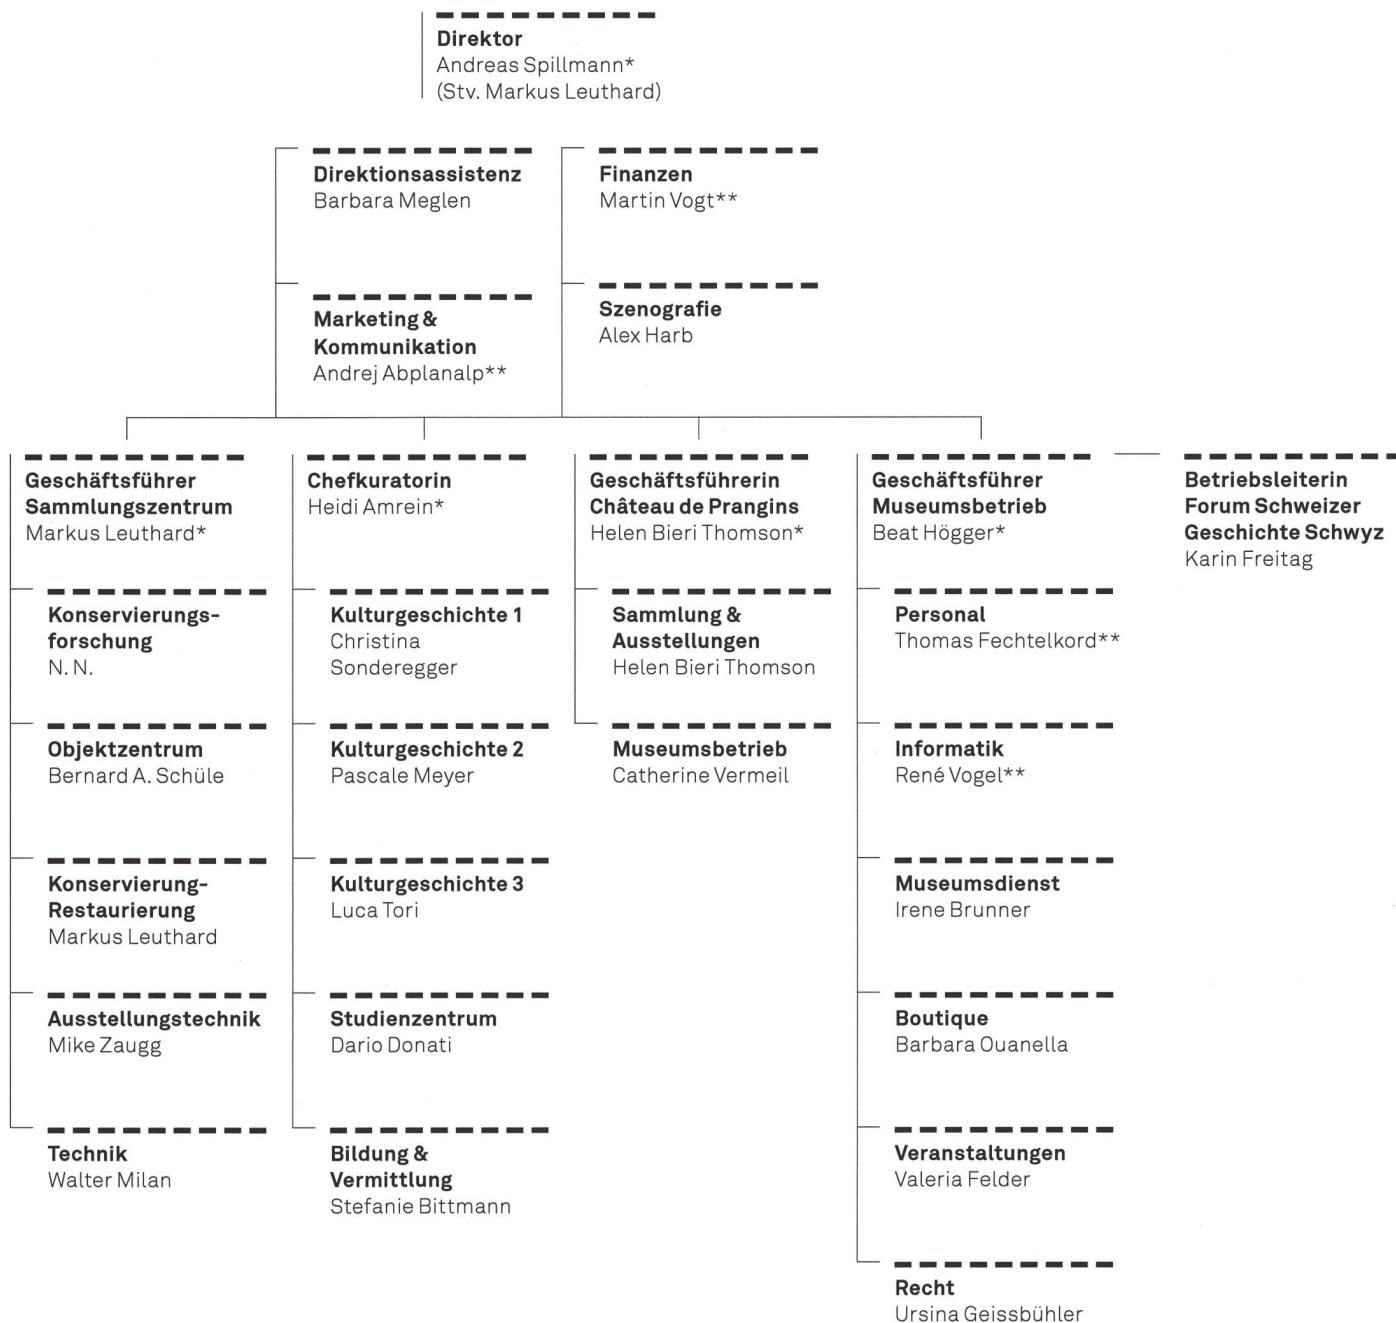 Direktor
Andreas Spillmann*
(Stv. Markus Leuthard)
Direktionsassistenz
Barbara Meglen
Finanzen
Martin Vogt**
Marketing &
Kommunikation
Andrej Abplanalp**
Szenografie
Alex Harb
Geschäftsführer
Sammlungszentrum
Markus Leuthard*
Konservierungs-
forschung
N. N.
Objektzentrum
Bernard A. Schüle
Konservierung-
Restaurierung
Markus Leuthard
Ausstellungstechnik
Mike Zaugg
Technik
Walter Milan
Chefkuratorin
Heidi Amrein*
Kulturgeschichte 1
Christina
Sonderegger
Kulturgeschichte 2
Pascale Meyer
Kulturgeschichte 3
Luca Tori
Studienzentrum
Dario Donati
Bildung &
Vermittlung
Stefanie Bittmann
Geschäftsführerin
Château de Prangins
Helen Bieri Thomson*
Sammlung &
Ausstellungen
Helen Bieri Thomson
Museumsbetrieb
Catherine Vermeil
Geschäftsführer
Museumsbetrieb
Beat Högger*
Personal
Thomas Fechtelkord**
Informatik
René Vogel**
Museumsdienst
Irene Brunner
Boutique
Barbara Ouanella
Veranstaltungen
Valeria Felder
Recht
Ursina Geissbühler
Betriebsleiterin
Forum Schweizer
Geschichte Schwyz
Karin Freitag